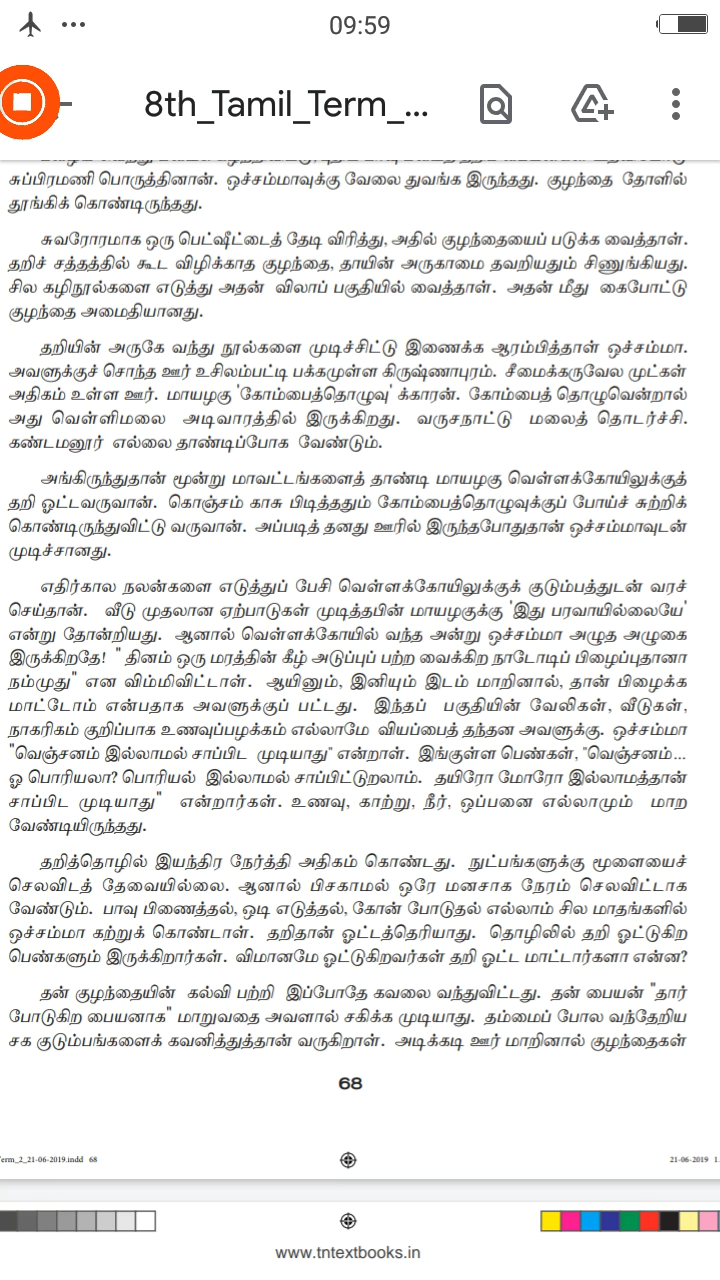 09:59
8th_Tamil_Term_...
சுப்பிரமணி பொருத்தினான். ஒச்சம்மாவுக்கு வேலை துவங்க இருந்தது. குழந்தை தோளில்
தூங்கிக் கொண்டிருந்தது.
சுவரோரமாக ஒரு பெட்ஷீட்டைத் தேடி விரித்து, அதில் குழந்தையைப் படுக்க வைத்தாள்.
தறிச் சத்தத்தில் கூட விழிக்காத குழந்தை, தாயின் அருகாமை தவறியதும் சிணுங்கியது.
சில கழிநூல்களை எடுத்து அதன் விலாப் பகுதியில் வைத்தாள். அதன் மீது கைபோட்டு
குழந்தை அமைதியானது.
தறியின் அருகே வந்து நூல்களை முடிச்சிட்டு இணைக்க ஆரம்பித்தாள் ஒச்சம்மா.
அவளுக்குச் சொந்த ஊர் உசிலம்பட்டி பக்கமுள்ள கிருஷ்ணாபுரம். சீமைக்கருவேல முட்கள்
அதிகம் உள்ள ஊர். மாயழகு 'கோம்பைத்தொழுவு' க்காரன். கோம்பைத் தொழுவென்றால்
அது வெள்ளிமலை அடிவாரத்தில் இருக்கிறது. வருசநாட்டு மலைத் தொடர்ச்சி.
கண்டமனூர் எல்லை தாண்டிப்போக வேண்டும்.
அங்கிருந்துதான் மூன்று மாவட்டங்களைத் தாண்டி மாயழகு வெள்ளக்கோயிலுக்குத்
தறி ஓட்டவருவான். கொஞ்சம் காசு பிடித்ததும் கோம்பைத்தொழுவுக்குப் போய்ச் சுற்றிக்
கொண்டிருந்துவிட்டு வருவான். அப்படித் தனது ஊரில் இருந்தபோதுதான் ஒச்சம்மாவுடன்
முடிச்சானது.
எதிர்கால நலன்களை எடுத்துப் பேசி வெள்ளக்கோயிலுக்குக் குடும்பத்துடன் வரச்
செய்தான். வீடு முதலான ஏற்பாடுகள் முடித்தபின் மாயழகுக்கு 'இது பரவாயில்லையே'
என்று தோன்றியது. ஆனால் வெள்ளக்கோயில் வந்த அன்று ஒச்சம்மா அழுத அழுகை
இருக்கிறதே! " தினம் ஒரு மரத்தின் கீழ் அடுப்புப் பற்ற வைக்கிற நாடோடிப் பிழைப்புதானா
நம்முது" என விம்மிவிட்டாள். ஆயினும், இனியும் இடம் மாறினால், தான் பிழைக்க
மாட்டோம் என்பதாக அவளுக்குப் பட்டது. இந்தப் பகுதியின் வேலிகள், வீடுகள்,
நாகரிகம் குறிப்பாக உணவுப்பழக்கம் எல்லாமே வியப்பைத் தந்தன அவளுக்கு. ஒச்சம்மா
"வெஞ்சனம் இல்லாமல் சாப்பிட முடியாது" என்றாள். இங்குள்ள பெண்கள், "வெஞ்சனம்...
ஓ பொரியலா? பொரியல் இல்லாமல் சாப்பிட்டுறலாம். தயிரோ மோரோ இல்லாமத்தான்
சாப்பிட முடியாது" என்றார்கள். உணவு, காற்று, நீர், ஒப்பனை எல்லாமும் மாற
வேண்டியிருந்தது.
தறித்தொழில் இயந்திர நேர்த்தி அதிகம் கொண்டது. நுட்பங்களுக்கு மூளையைச்
செலவிடத் தேவையில்லை. ஆனால் பிசகாமல் ஒரே மனசாக நேரம் செலவிட்டாக
வேண்டும். பாவு பிணைத்தல், ஒடி எடுத்தல், கோன் போடுதல் எல்லாம் சில மாதங்களில்
ஒச்சம்மா கற்றுக் கொண்டாள். தறிதான் ஓட்டத்தெரியாது. தொழிலில் தறி ஓட்டுகிற
பெண்களும் இருக்கிறார்கள். விமானமே ஓட்டுகிறவர்கள் தறி ஓட்ட மாட்டார்களா என்ன?
தன் குழந்தையின் கல்வி பற்றி இப்போதே கவலை வந்துவிட்டது. தன் பையன் "தார்
போடுகிற பையனாக" மாறுவதை அவளால் சகிக்க முடியாது. தம்மைப் போல வந்தேறிய
சக குடும்பங்களைக் கவனித்துத்தான் வருகிறாள். அடிக்கடி ஊர் மாறினால் குழந்தைகள்
68
erm_2_21-06-2019.indd 68
21-06-2019 1.
www.tntextbooks.in